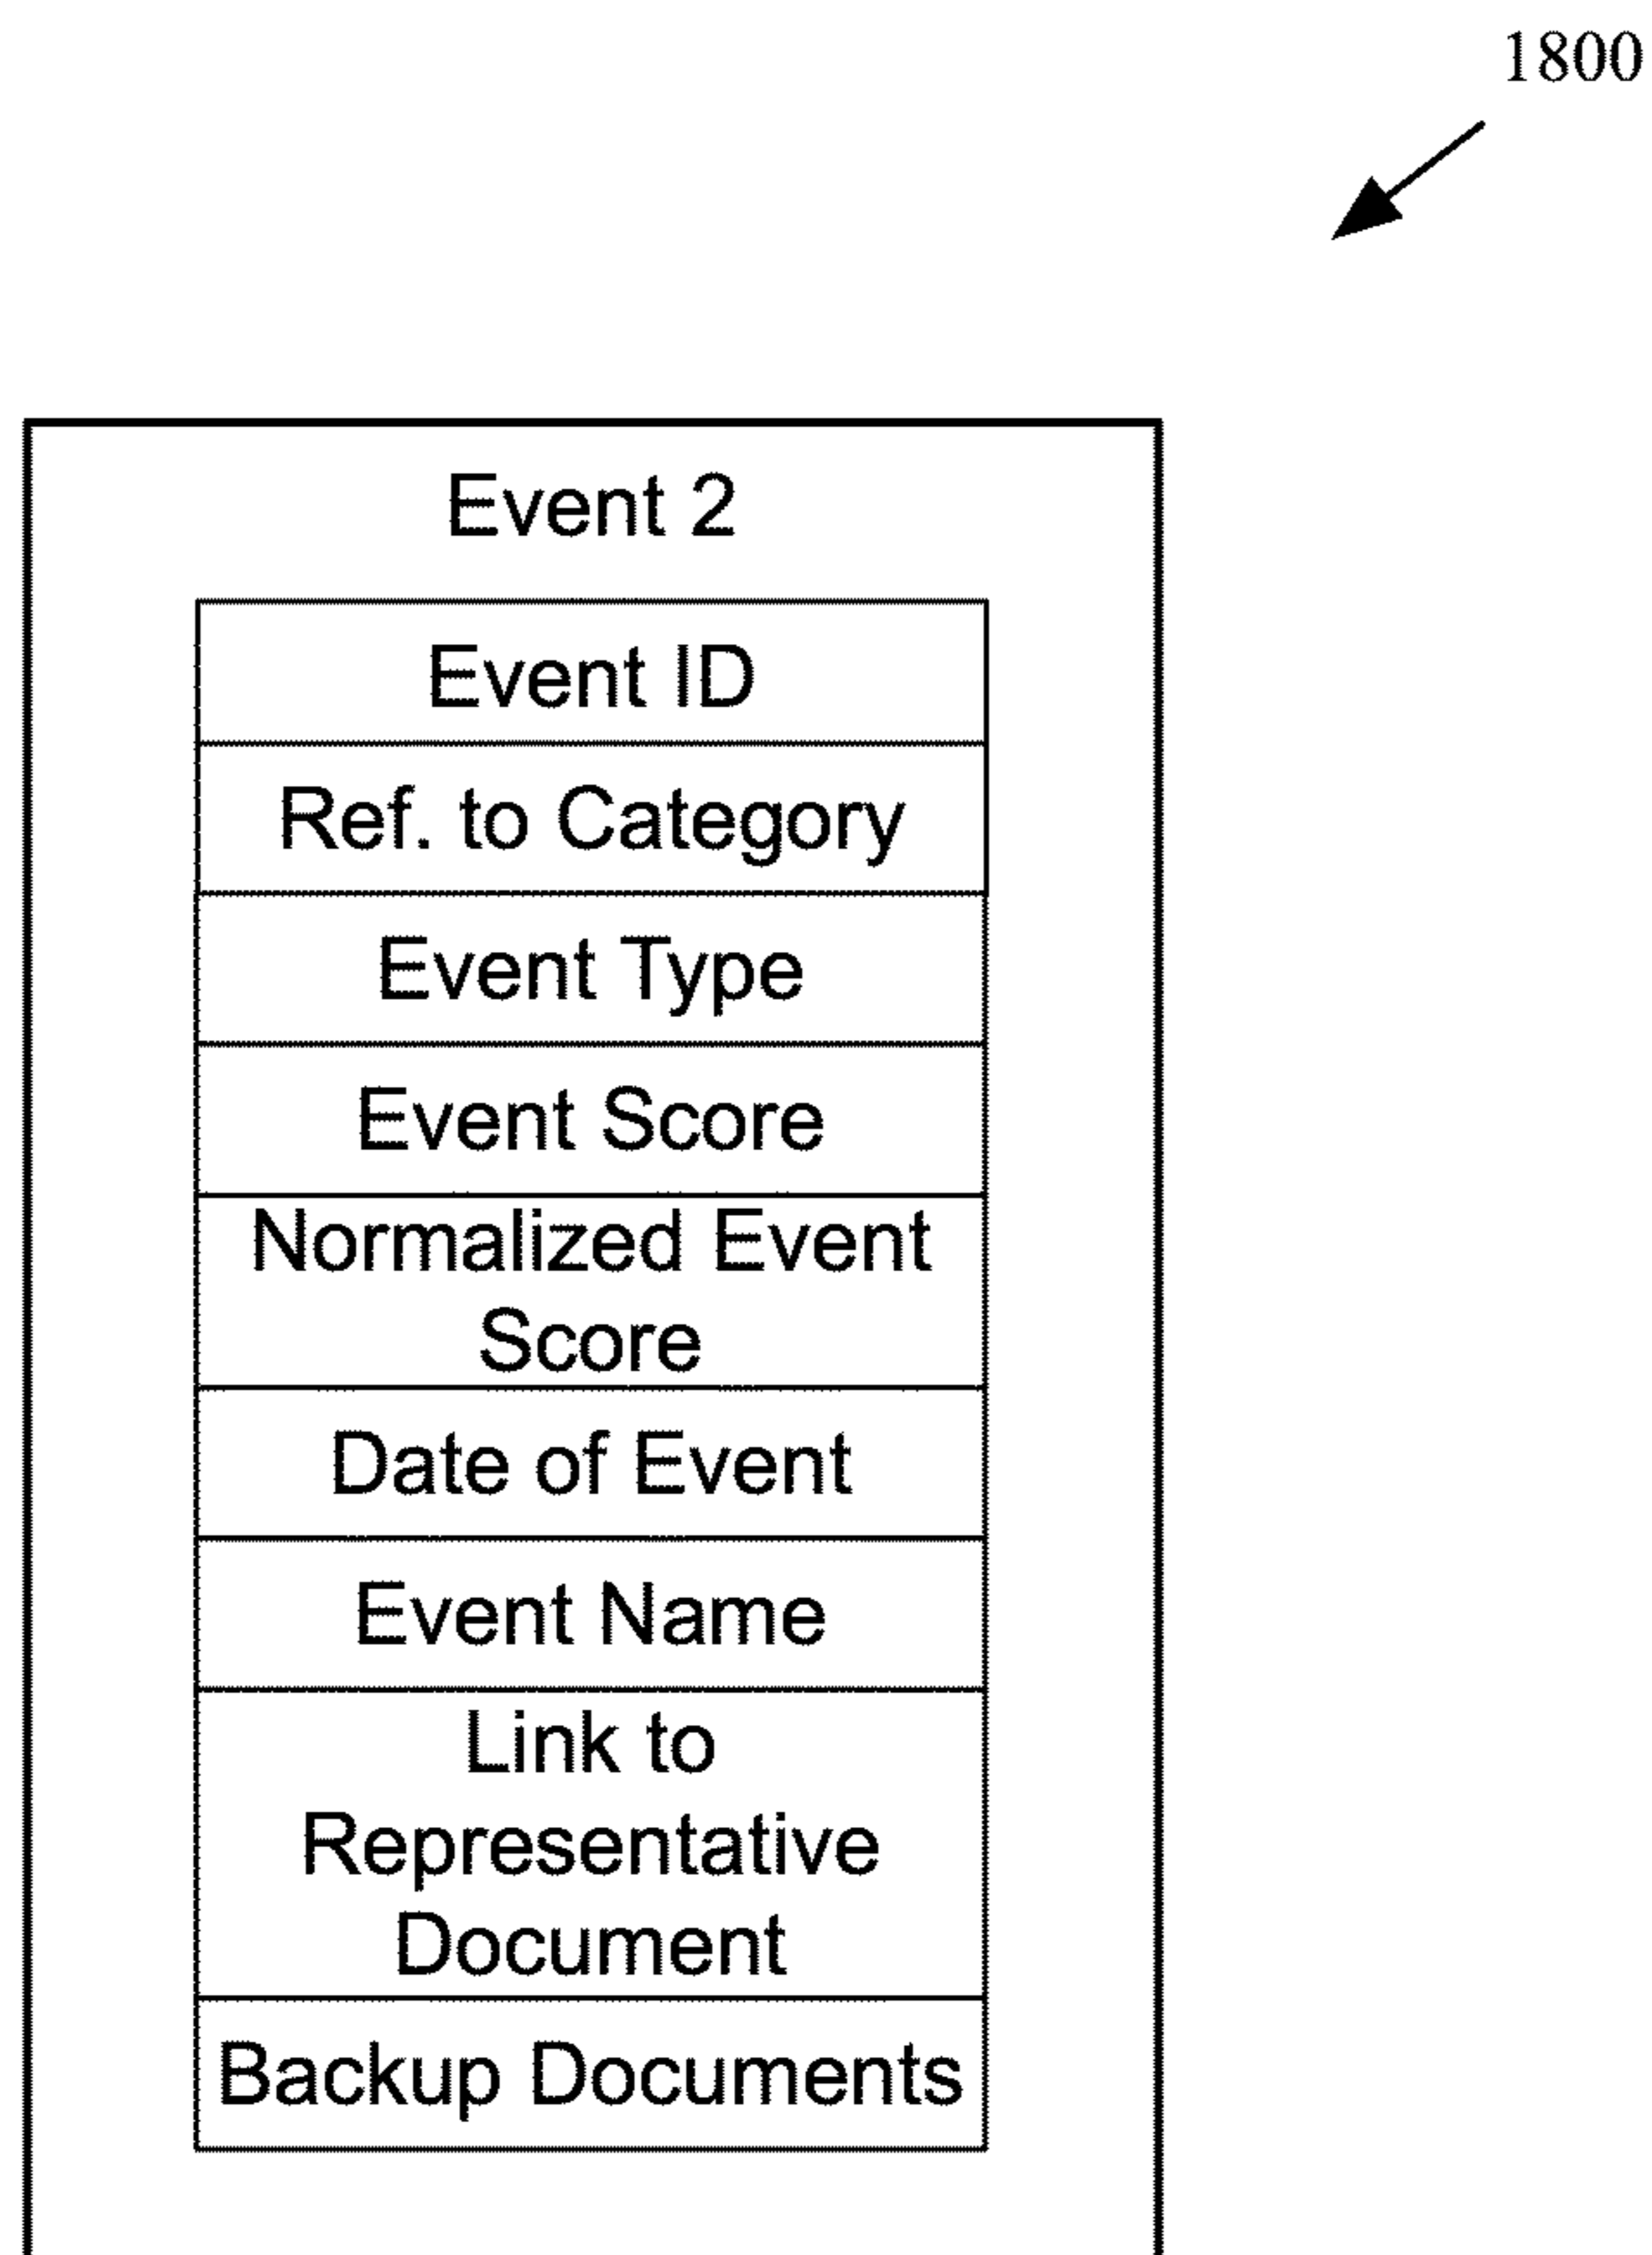 1800
Event 2
Event ID
Ref. to Category
Event Type
Event Score
Normalized Event
Score
Date of Event
Event Name
Link to
Representative
Document
Backup Documents